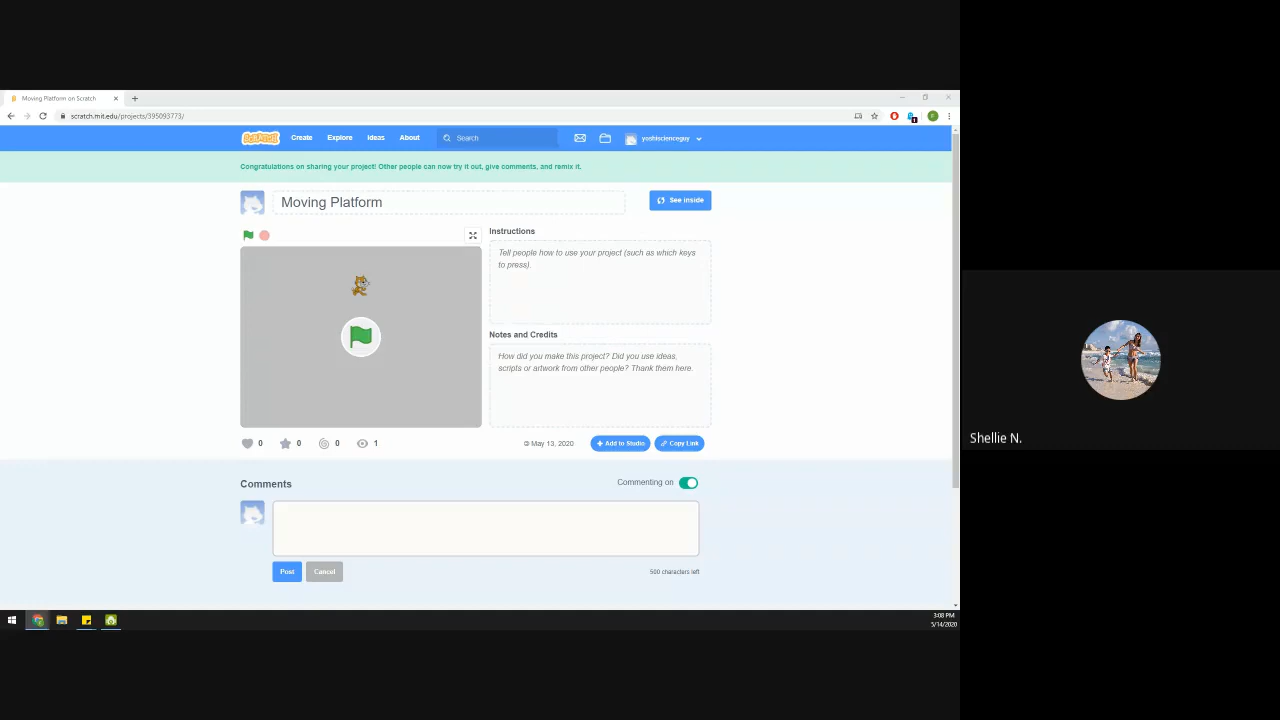 Moving Platform on Scratch
scratch.mit.edu/projects/395093773/
SCRATCH Create Explore Ideas About Search yoshiscienceguy
Congratulations on sharing your project! Other people can now try it out, give comments, and remix it.
Moving Platform
See inside
Instructions
Tell people how to use your project (such as which keys
to press).
Notes and Credits
How did you make this project? Did you use ideas,
scripts or artwork from other people? Thank them here.
0 0 0 1
© May 13, 2020
Add to Studio
Copy Link
Comments
Commenting on
Post
Cancel
500 characters left
3:08 PM
5/14/2020
Shellie N.